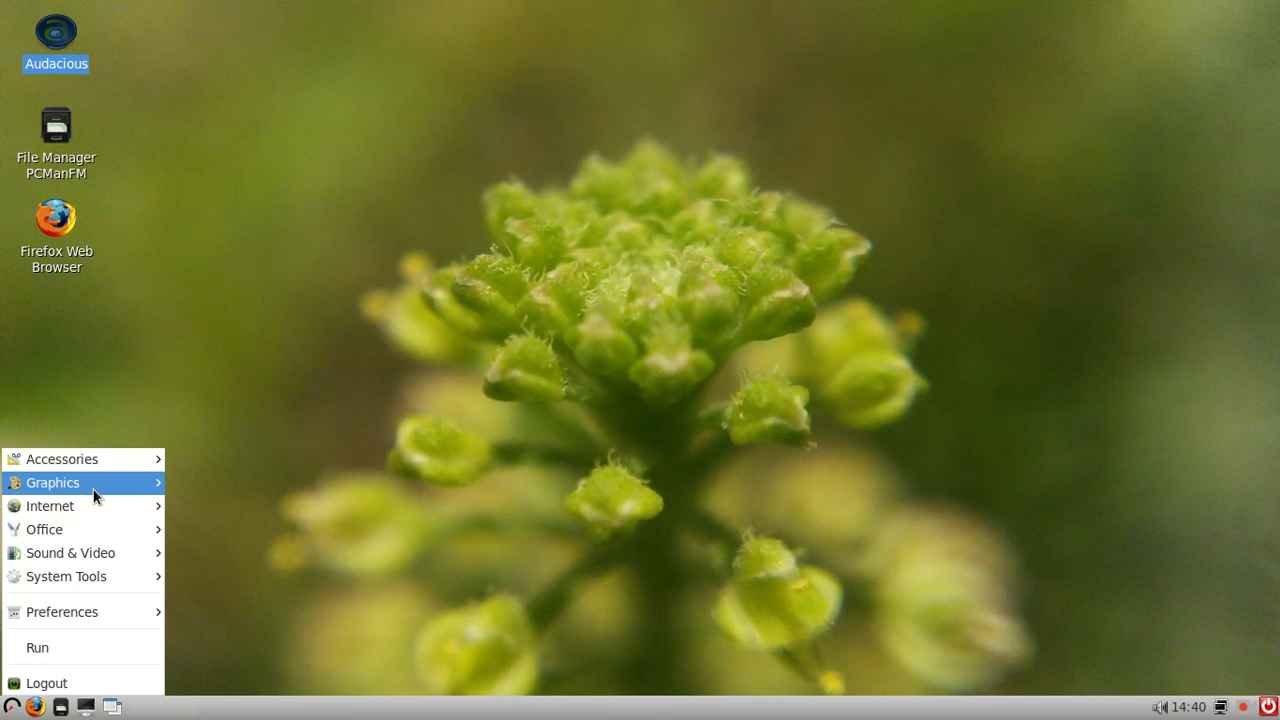 Audacious
File Manager
PCManFM
Firefox Web
Browser
Accessories
Graphics
Internet
Office
Sound & Video
System Tools
Preferences
Run
Logout
14:40